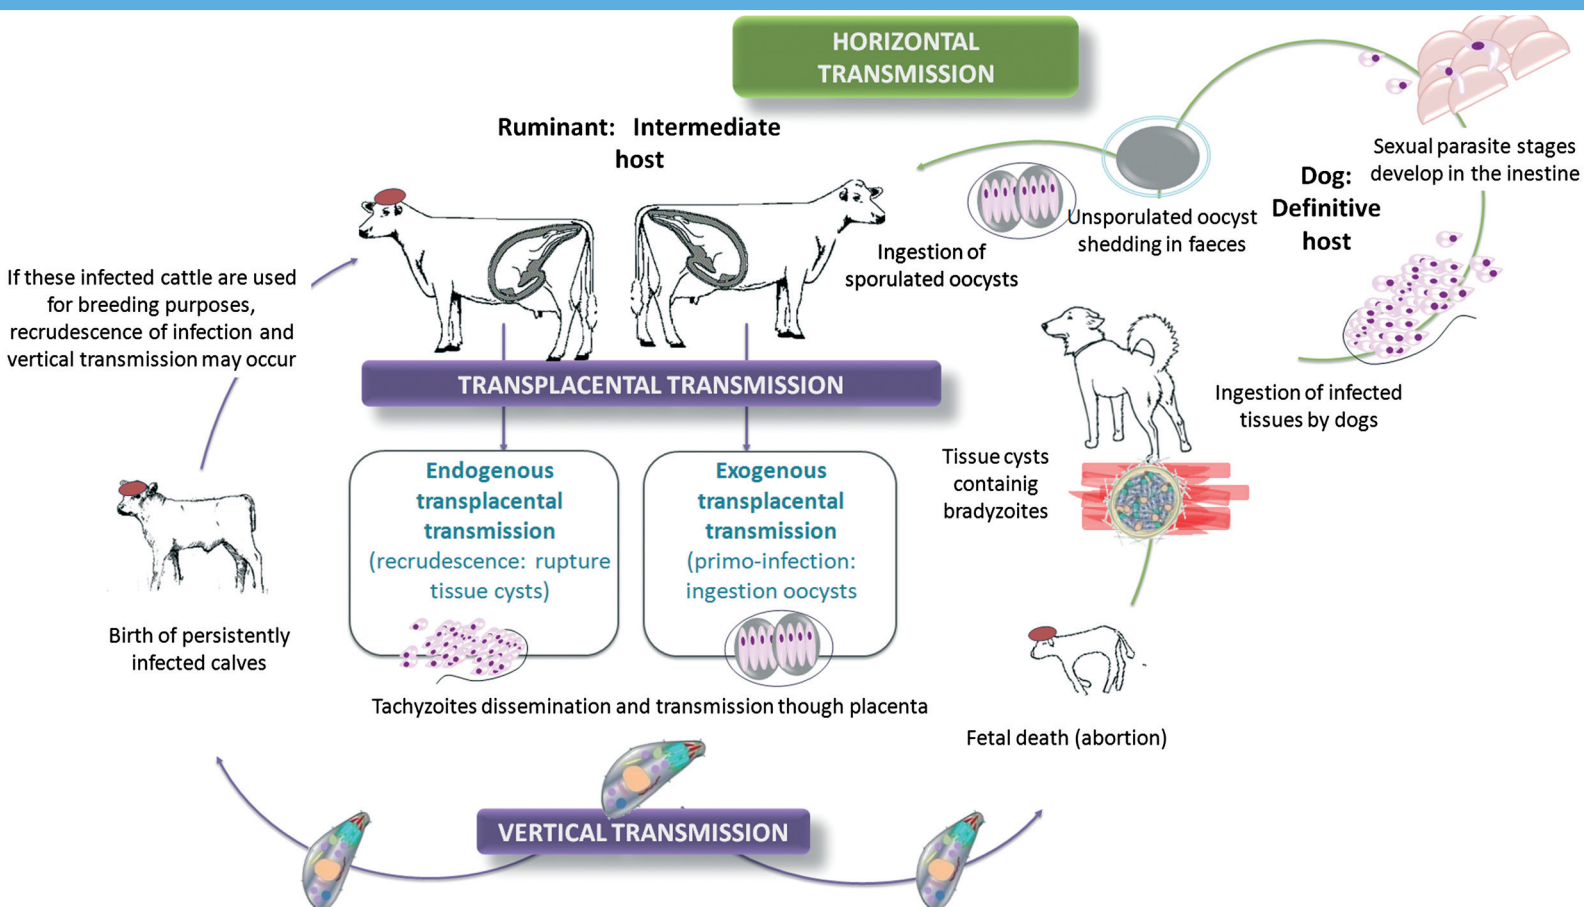 HORIZONTAL
TRANSMISSION
Ruminant: Intermediate
host
Sexual parasite stages
develop in the inestine
Dog:
Definitive
host
Unsporulated oocyst
shedding in faeces
Ingestion of
sporulated oocysts
If these infected cattle are used
for breeding purposes,
recrudescence of infection and
vertical transmission may occur
TRANSPLACENTAL TRANSMISSION
Ingestion of infected
tissues by dogs
Tissue cysts
containig
bradyzoites
Endogenous
transplacental
transmission
(recrudescence: rupture
tissue cysts)
Exogenous
transplacental
transmission
(primo-infection:
ingestion oocysts
Birth of persistently
infected calves
Tachyzoites dissemination and transmission though placenta
Fetal death (abortion)
VERTICAL TRANSMISSION